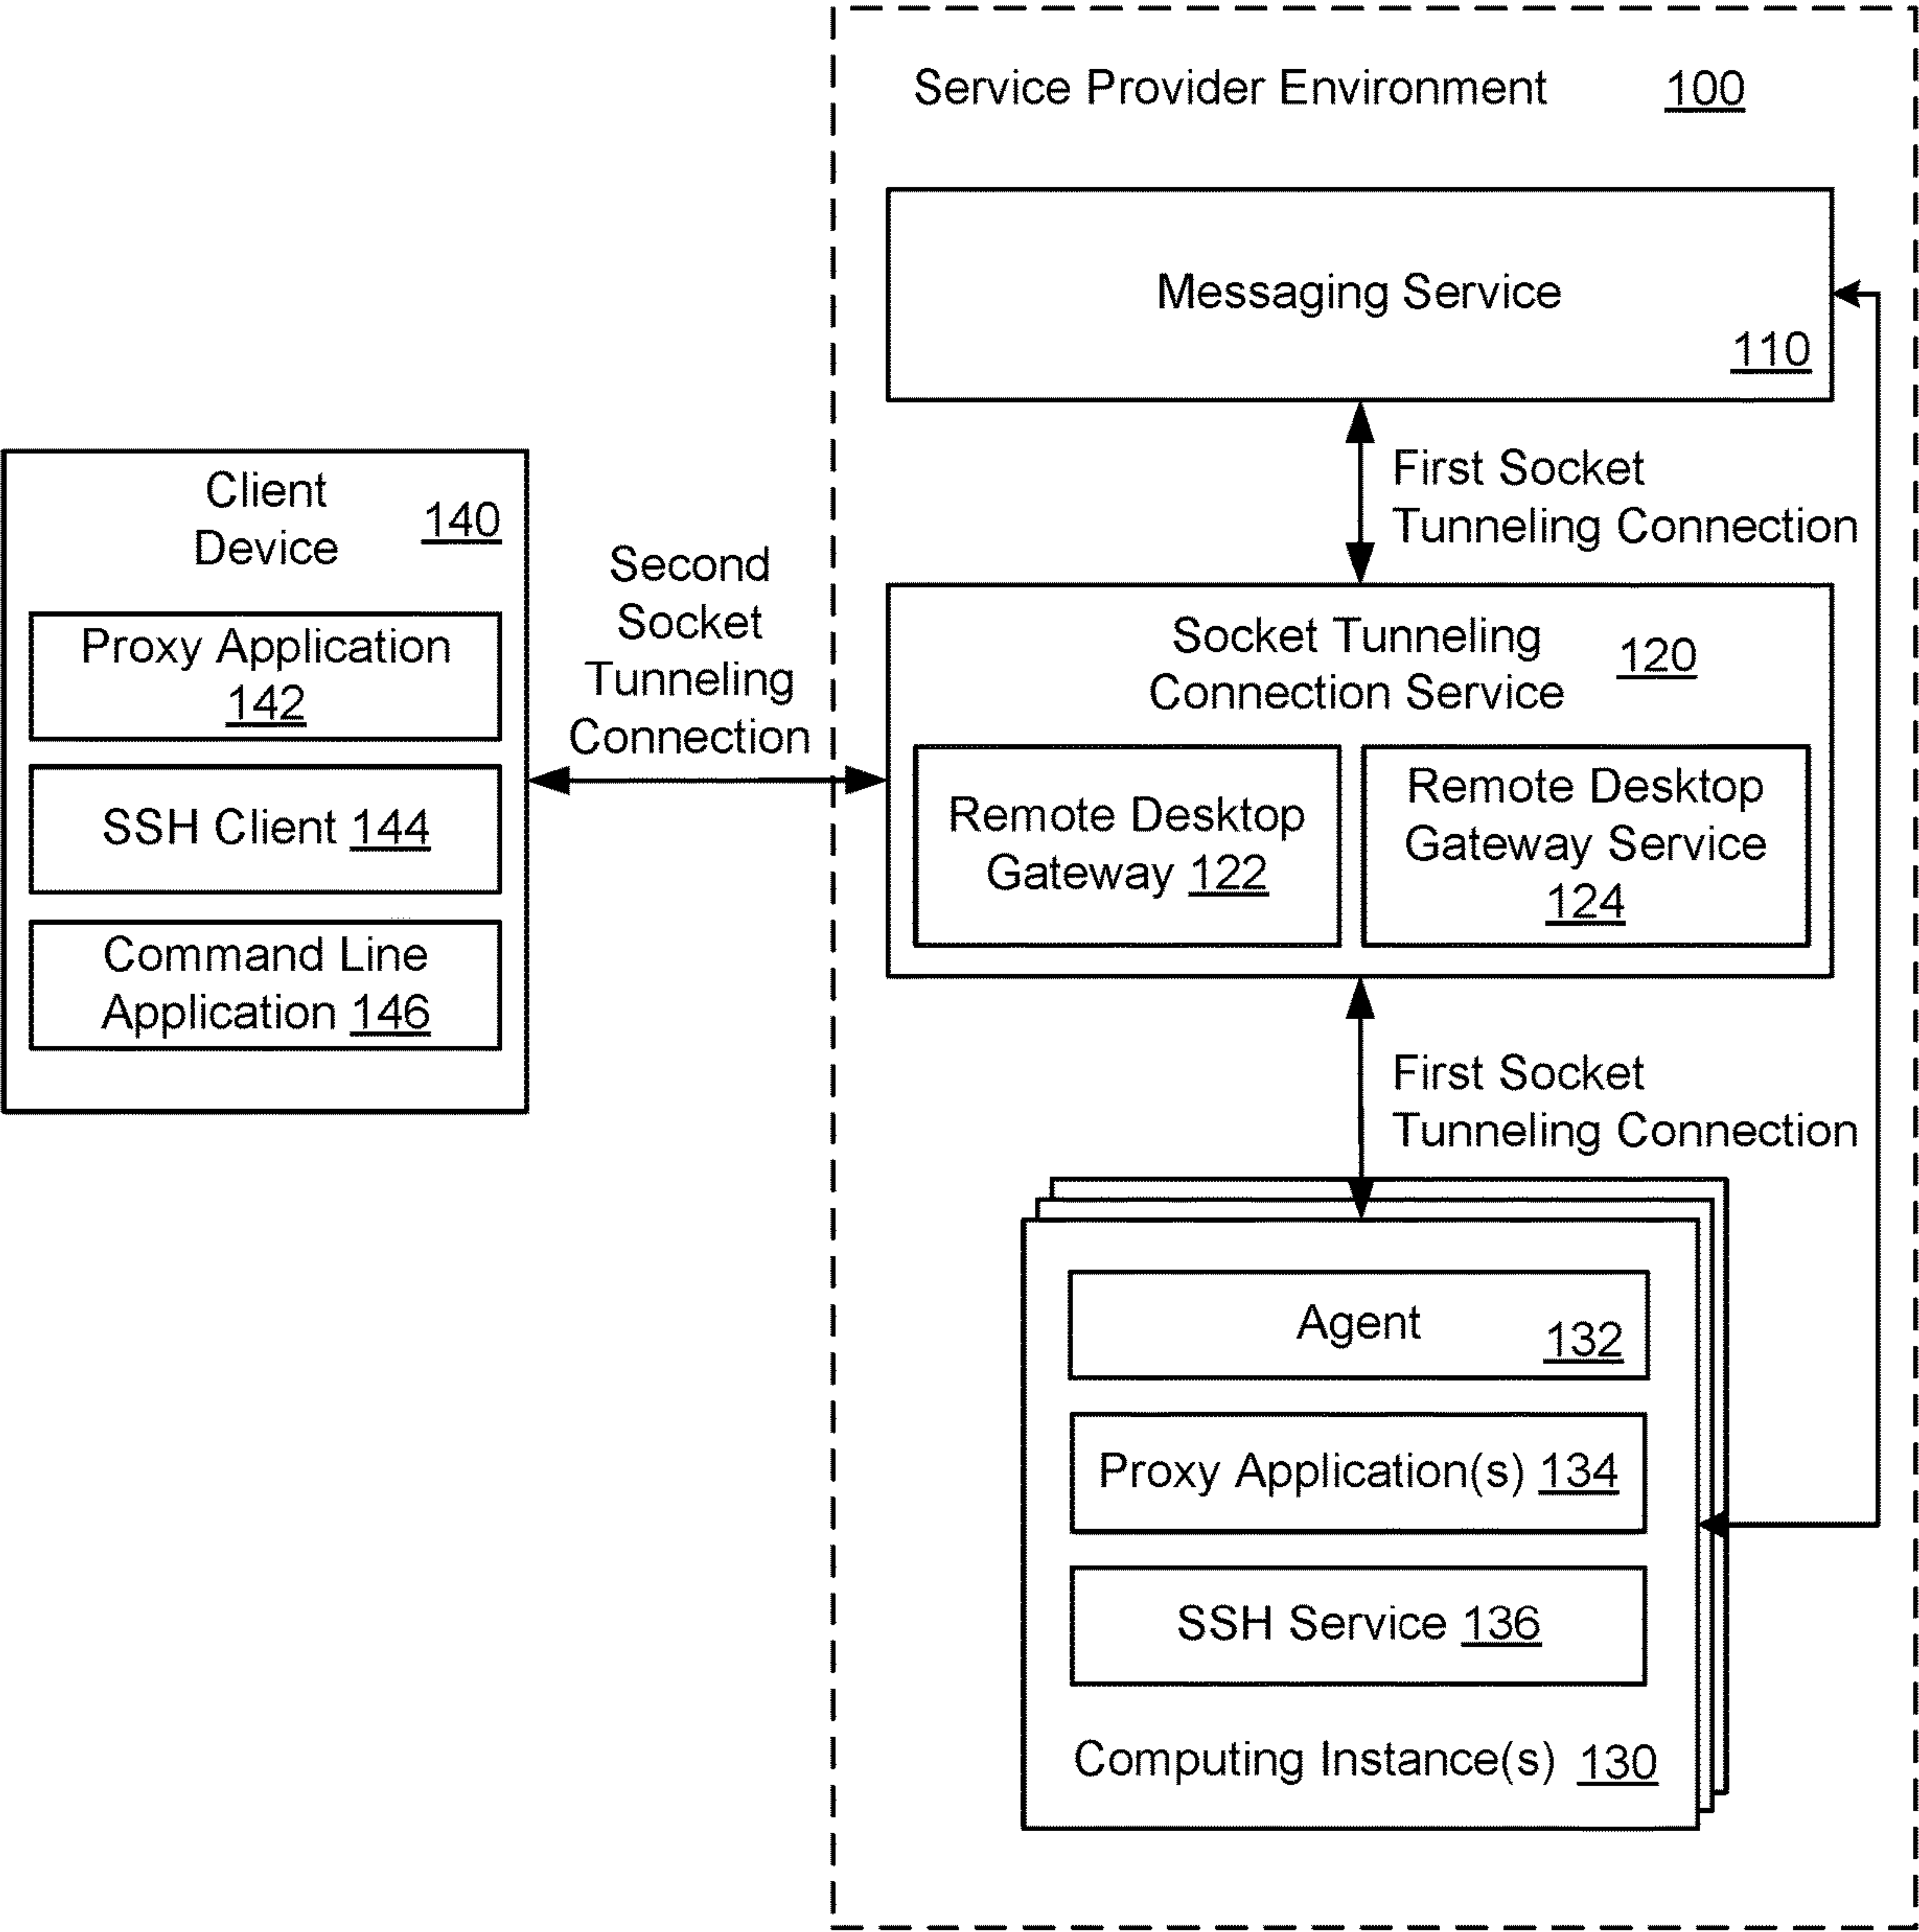 Service Provider Environment 100
Messaging Service
110
First Socket
Tunneling Connection
Client
Device
140
Proxy Application
142
SSH Client 144
Command Line
Application 146
Second
Socket
Tunneling
Connection
Socket Tunneling
Connection Service
120
Remote Desktop
Gateway 122
Remote Desktop
Gateway Service
124
First Socket
Tunneling Connection
Agent
132
Proxy Application(s) 134
SSH Service 136
Computing Instance(s) 130